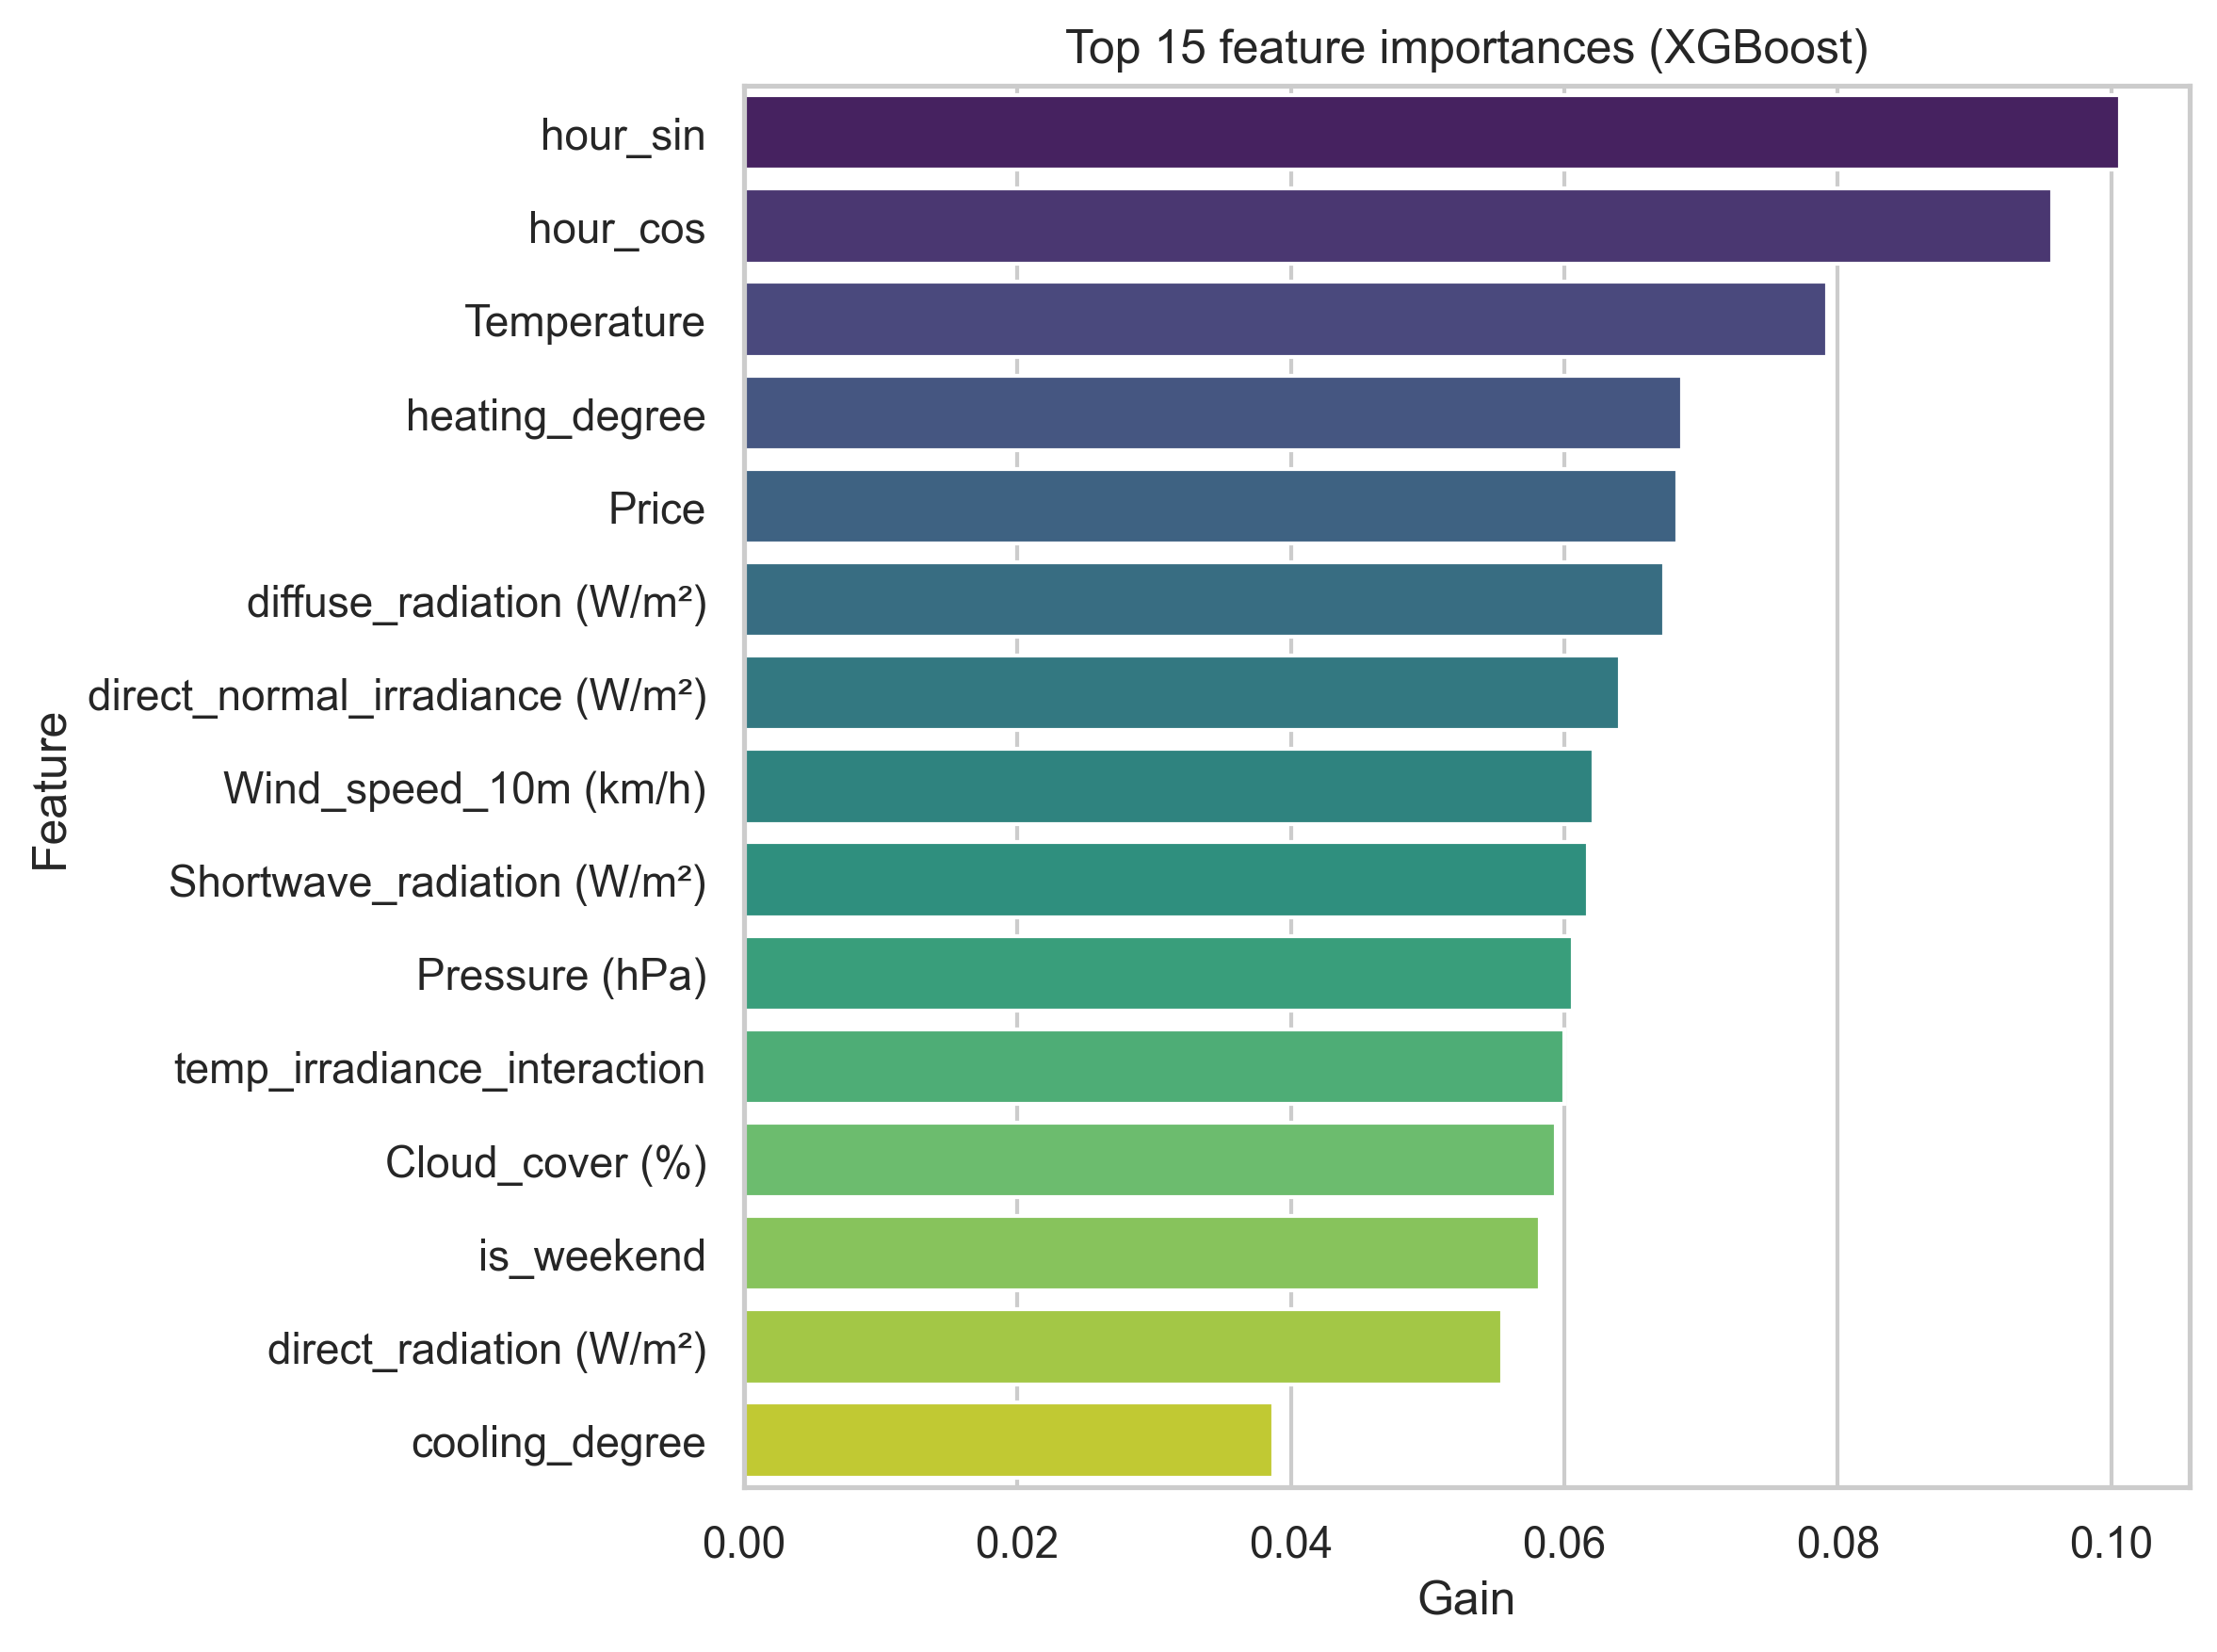 Top 15 feature importances (XGBoost)
hour_sin
hour_cos
Temperature
heating_degree
Price
diffuse_radiation (W/m²)
direct_normal_irradiance (W/m²)
Wind_speed_10m (km/h)
Shortwave_radiation (W/m²)
Pressure (hPa)
temp_irradiance_interaction
Cloud_cover (%)
is_weekend
direct_radiation (W/m²)
cooling_degree
Feature
0.00 0.02 0.04 0.06 0.08 0.10
Gain